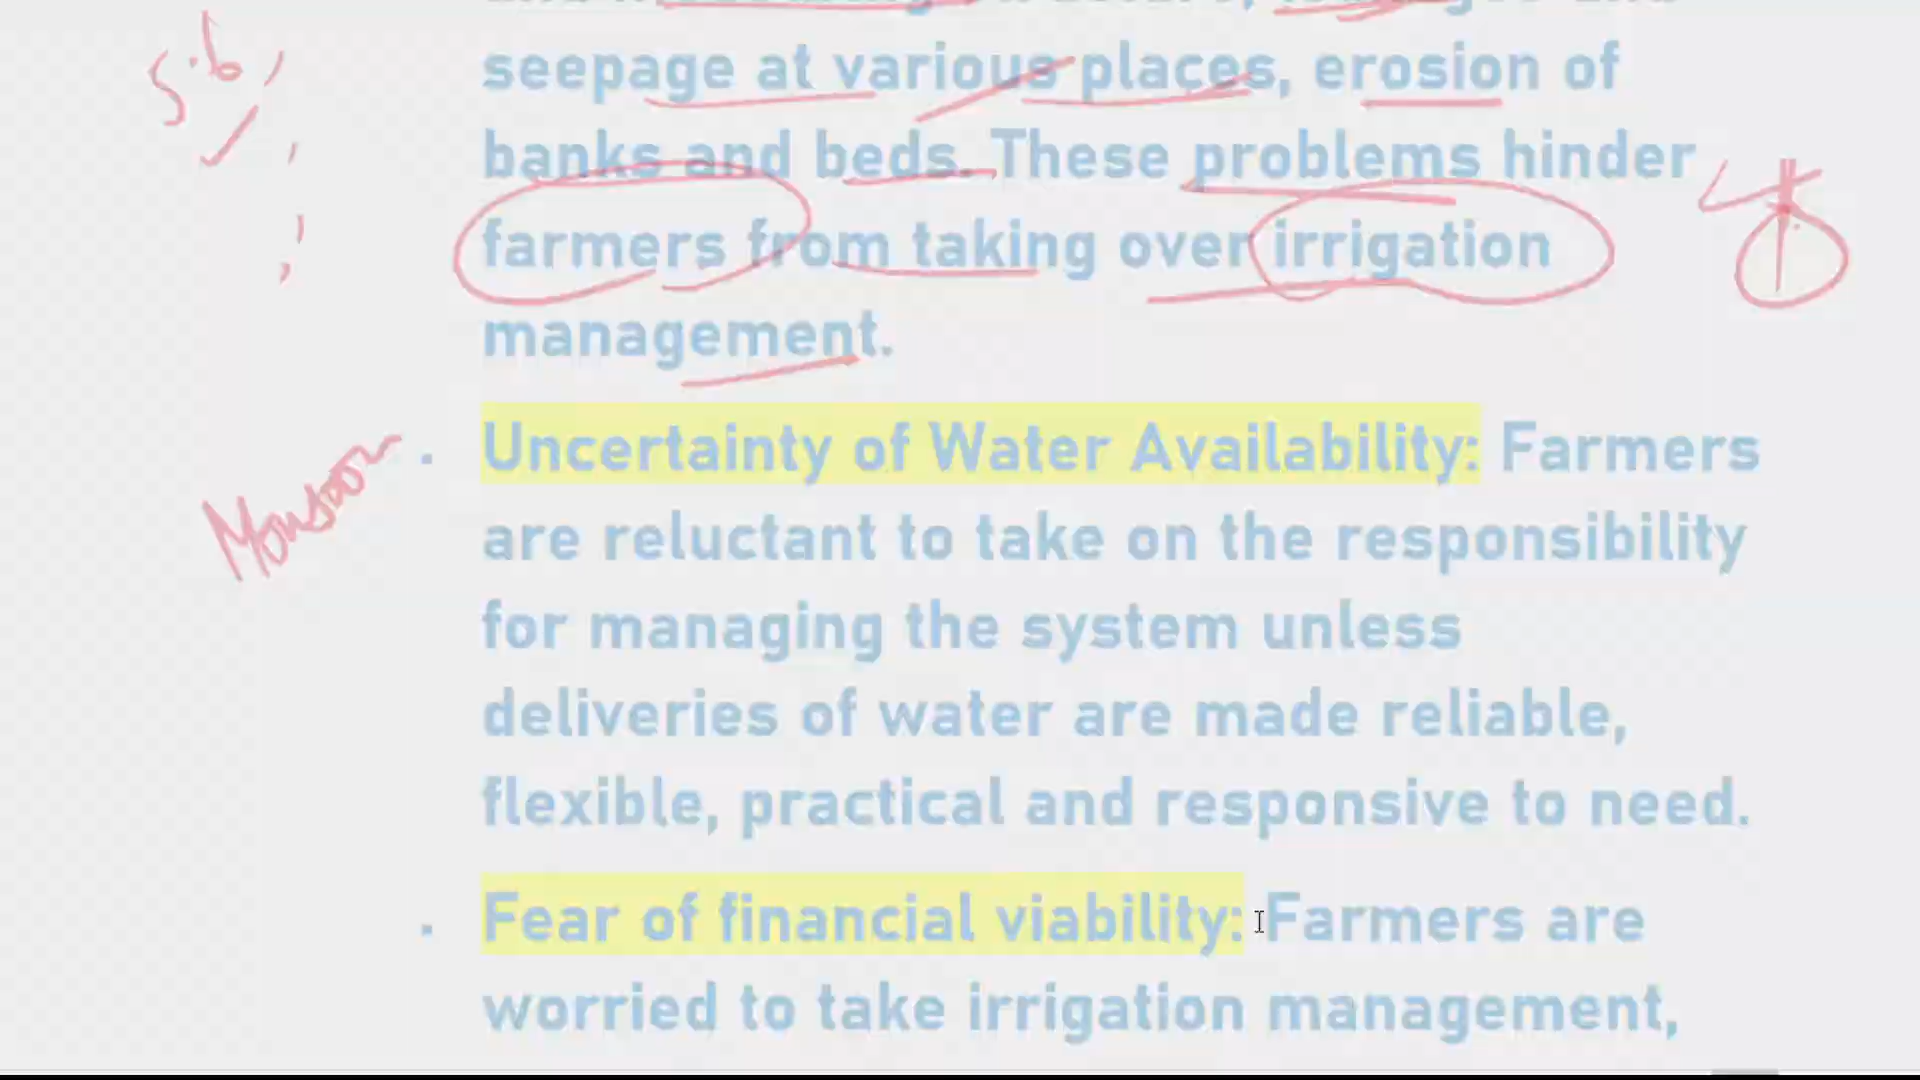 seepage at various places, erosion of
banks and beds. These problems hinder
farmers from taking over irrigation
management.
Monsoon
. Uncertainty of Water Availability: Farmers
are reluctant to take on the responsibility
for managing the system unless
deliveries of water are made reliable,
flexible, practical and responsive to need.
. Fear of financial viability: Farmers are
worried to take irrigation management,